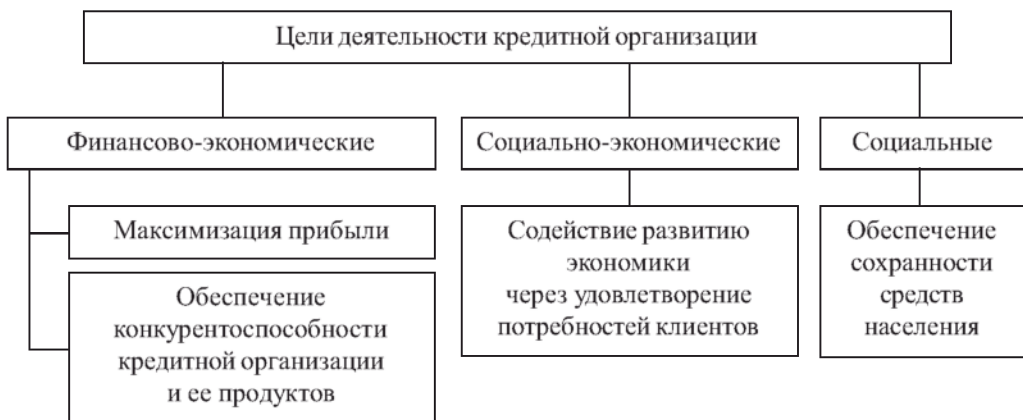 Цели деятельности кредитной организации
Финансово-экономические
Социально-экономические
Социальные
Максимизация прибыли
Обеспечение
конкурентоспособности
кредитной организации
и ее продуктов
Содействие развитию
экономики
через удовлетворение
потребностей клиентов
Обеспечение
сохранности
средств
населения